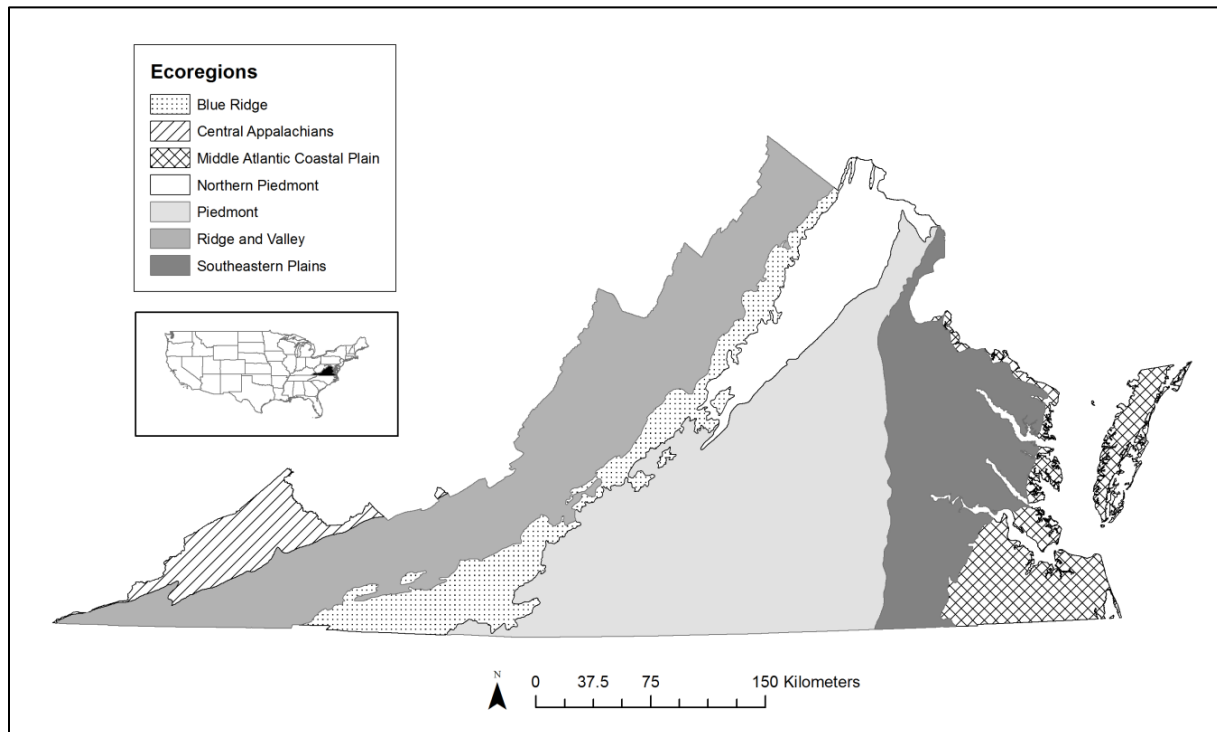 Ecoregions
Blue Ridge
Central Appalachians
Middle Atlantic Coastal Plain
Northern Piedmont
Piedmont
Ridge and Valley
Southeastern Plains
N
0 37.5 75 150 Kilometers